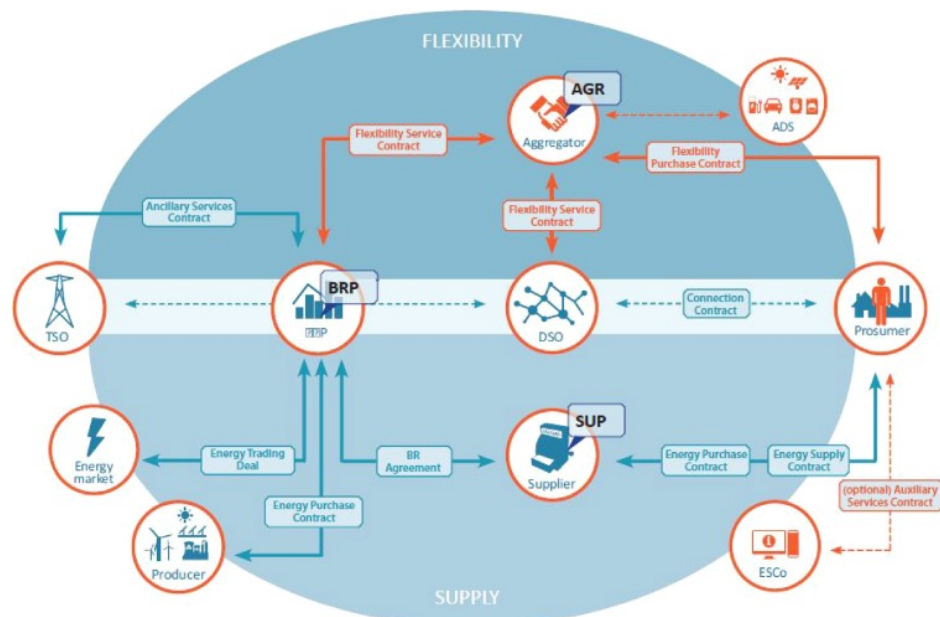 FLEXIBILITY
AGR
Aggregator
ADS
Flexibility Service
Contract
Flexibility
Purchase Contract
Ancillary Services
Contract
Flexibility Service
Contract
BRP
TSO
P
DSO
Connection
Contract
Prosumer
SUP
Energy
market
Energy Trading
Deal
BR
Agreement
Supplier
Energy Purchase
Contract
Energy Supply
Contract
Energy Purchase
Contract
(optional) Auxiliary
Services Contract
Producer
ESCo
SUPPLY